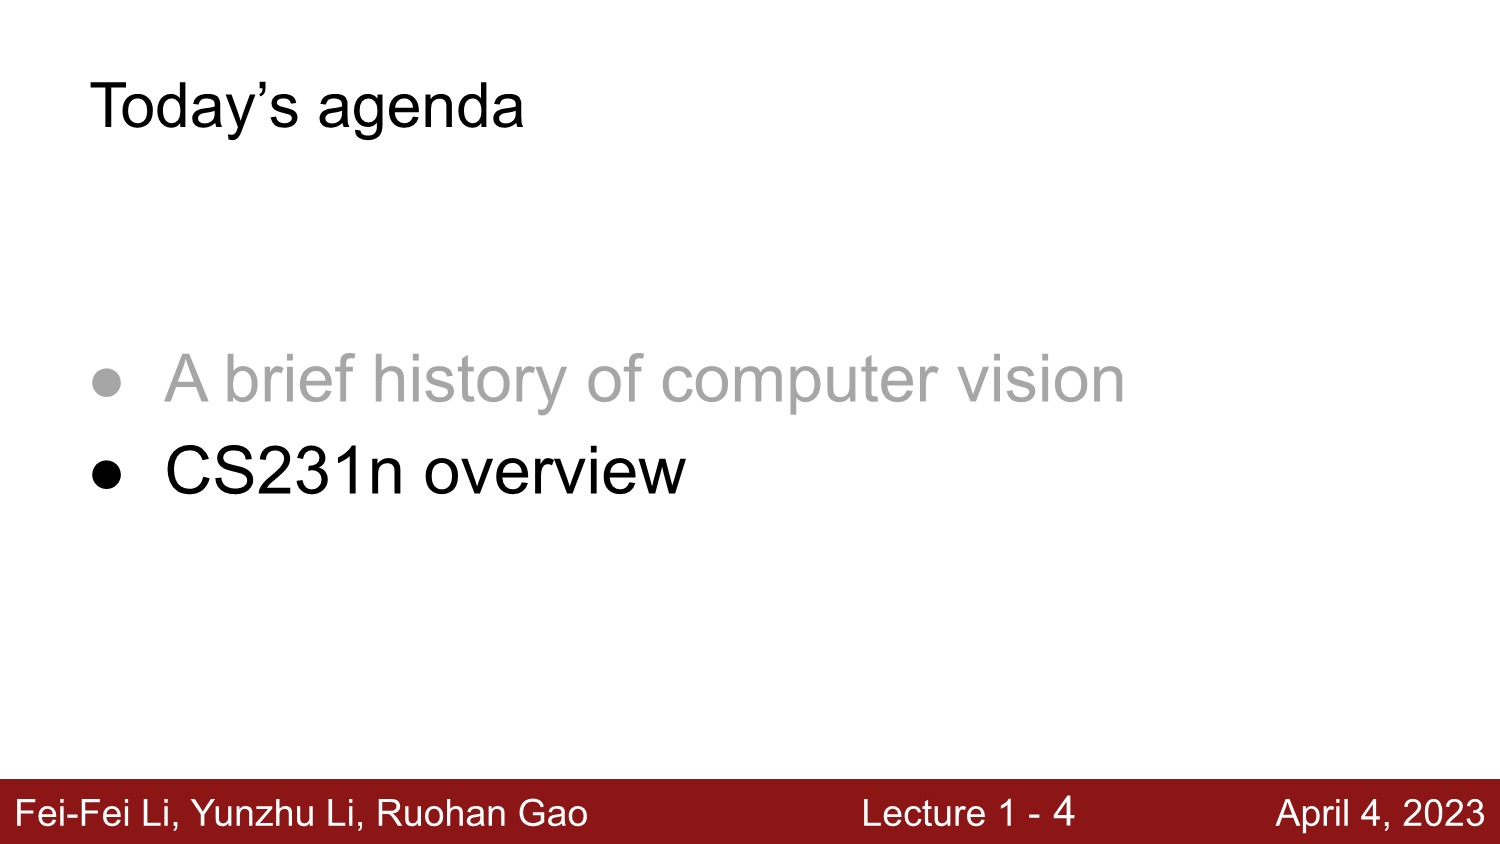 Today’s agenda
● A brief history of computer vision
● CS231n overview
Fei-Fei Li, Yunzhu Li, Ruohan Gao Lecture 1 - 4 April 4, 2023